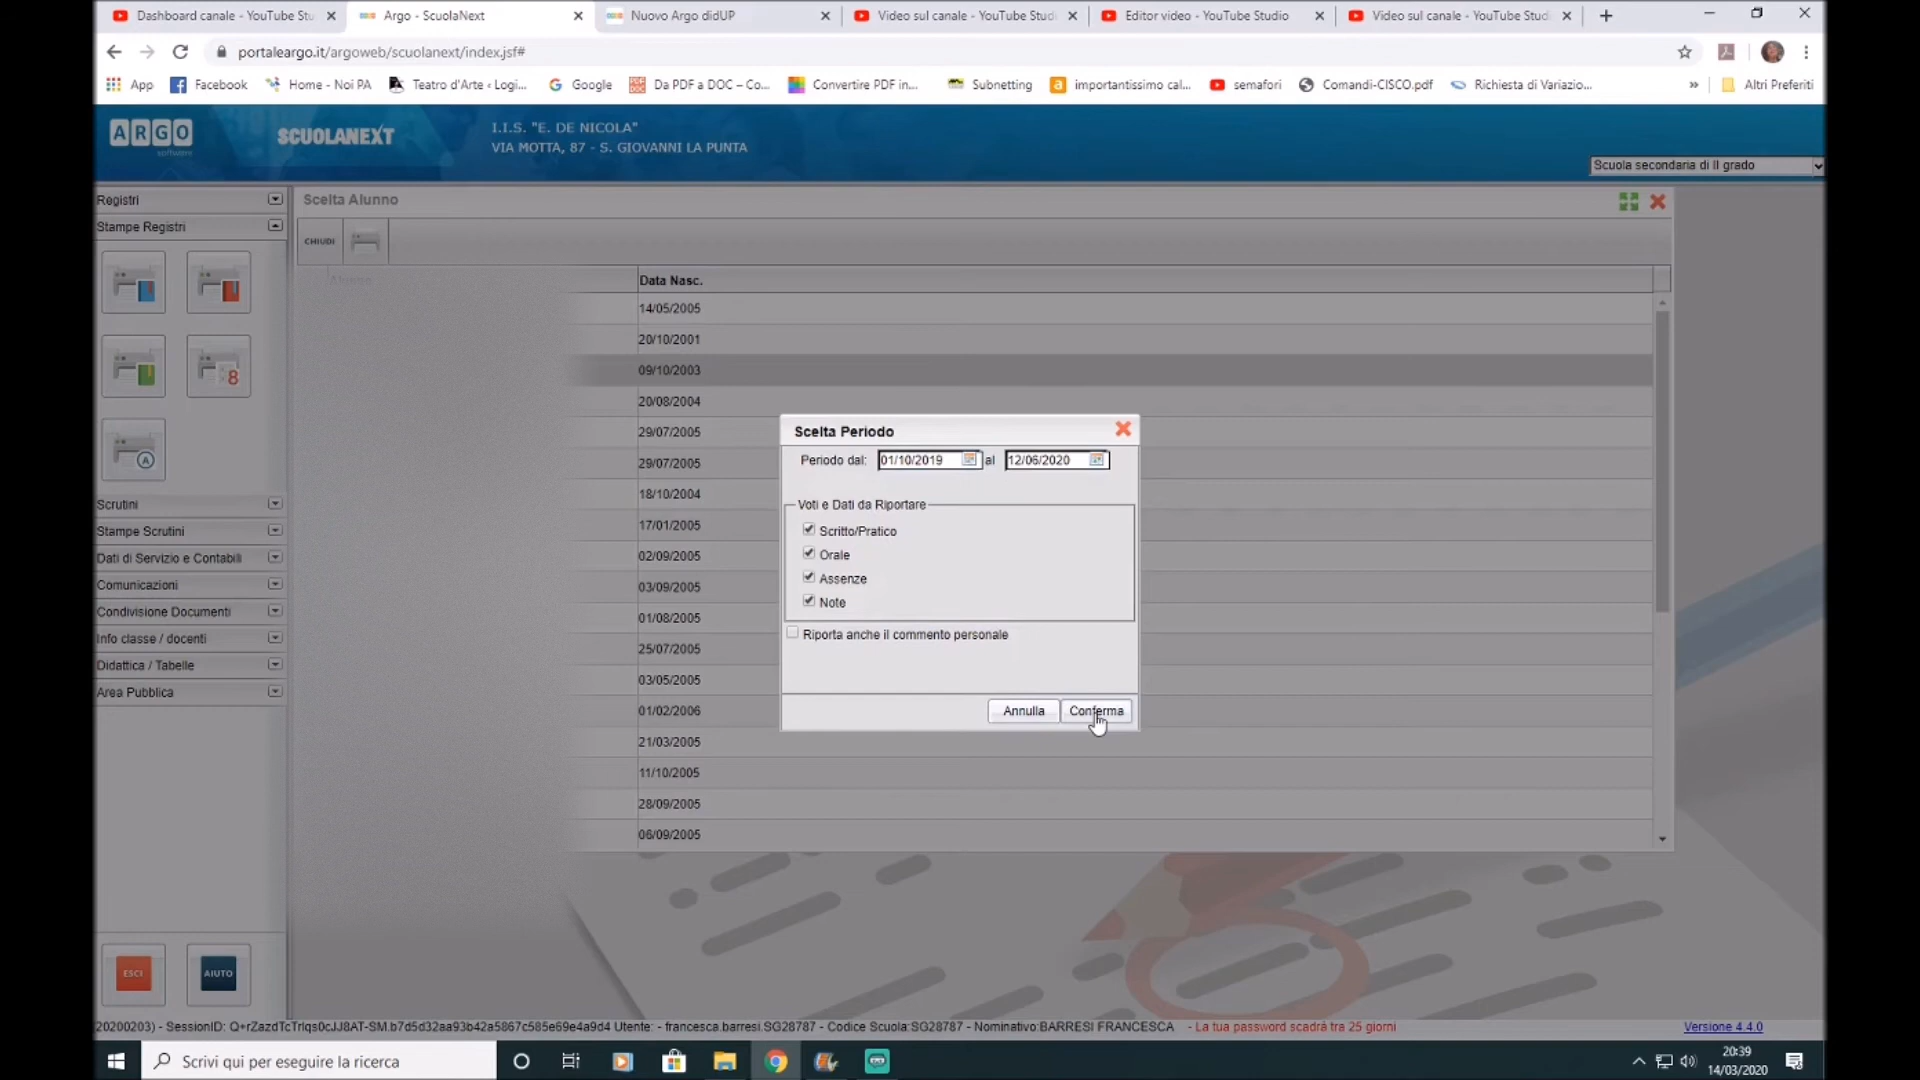 Dashboard canale - YouTube Stu
Argo - ScuolaNext
Nuovo Argo didUP
Video sul canale - YouTube Studi
Editor video - YouTube Studio
Video sul canale - YouTube Studi
portaleargo.it/argoweb/scuolanext/index.jsf#
App
Facebook
Home - Noi PA
Teatro d'Arte ‹ Logi...
Google
Da PDF a DOC – Co...
Convertire PDF in...
Subnetting
importantissimo cal...
semafori
Comandi-CISCO.pdf
Richiesta di Variazio...
»
Altri Preferiti
ARGO
software
SCUOLANEXT
I.I.S. "E. DE NICOLA"
VIA MOTTA, 87 - S. GIOVANNI LA PUNTA
Scuola secondaria di II grado
Registri
Stampe Registri
8
A
Scrutini
Stampe Scrutini
Dati di Servizio e Contabili
Comunicazioni
Condivisione Documenti
Info classe / docenti
Didattica / Tabelle
Area Pubblica
ESCI
AIUTO
Scelta Alunno
CHIUDI
Alunno
Data Nasc.
14/05/2005
20/10/2001
09/10/2003
20/08/2004
29/07/2005
29/07/2005
18/10/2004
17/01/2005
02/09/2005
03/09/2005
01/08/2005
25/07/2005
03/05/2005
01/02/2006
21/03/2005
11/10/2005
28/09/2005
06/09/2005
Scelta Periodo
Periodo dal: 01/10/2019 al 12/06/2020
Voti e Dati da Riportare
Scritto/Pratico
Orale
Assenze
Note
Riporta anche il commento personale
Annulla
Conferma
20200203) - SessionID: Q+rZazdTcTrIqs0cJJ8AT-SM.b7d5d32aa93b42a5867c585e69e4a9d4 Utente: - francesca.barresi.SG28787 - Codice Scuola:SG28787 - Nominativo:BARRESI FRANCESCA - La tua password scadrà tra 25 giorni
Versione 4.4.0
Scrivi qui per eseguire la ricerca
20:39
14/03/2020